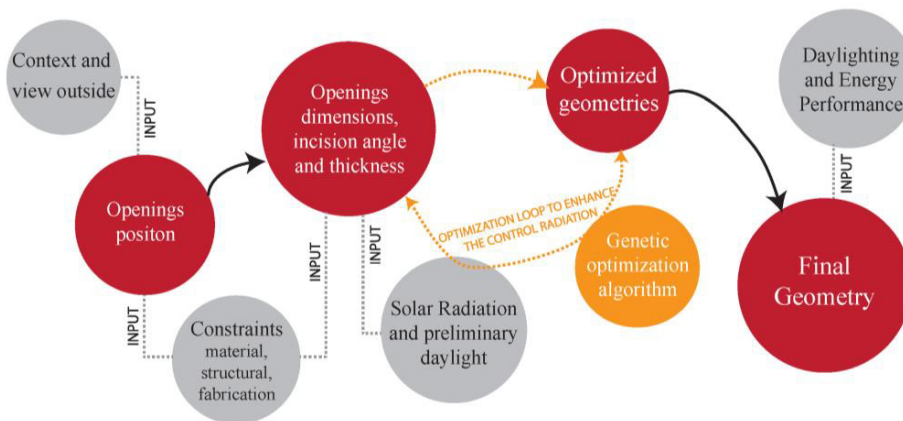 Context and
view outside
INPUT
Openings
positon
INPUT
Constraints
material,
structural,
fabrication
INPUT
Openings
dimensions,
incision angle
and thickness
INPUT
Solar Radiation
and preliminary
daylight
OPTIMIZATION LOOP TO ENHANCE
THE CONTROL RADIATION
Optimized
geometries
Genetic
optimization
algorithm
Daylighting
and Energy
Performance
INPUT
Final
Geometry